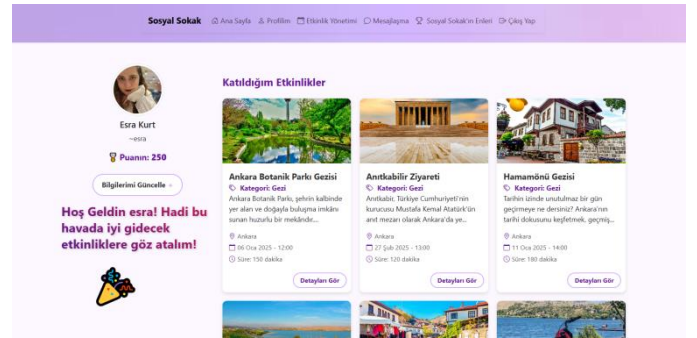 Sosyal Sokak Ana Sayfa Profilim Etkinlik Yönetimi Mesajlaşma Sosyal Sokak'ın Enleri Çıkış Yap
Esra Kurt
~esra
Puanın: 250
Bilgilerimi Güncelle
Hoş Geldin esra! Hadi bu
havada iyi gidecek
etkinliklere göz atalım!
Katıldığım Etkinlikler
Ankara Botanik Parkı Gezisi
Kategori: Gezi
Ankara Botanik Parkı, şehrin kalbinde
yer alan ve doğayla buluşma imkânı
sunan huzurlu bir mekândır...
Ankara
06 Oca 2025 - 12:00
Süre: 150 dakika
Detayları Gör
Anıtkabilir Ziyareti
Kategori: Gezi
Anıtkabir, Türkiye Cumhuriyeti'nin
kurucusu Mustafa Kemal Atatürk'ün
anıt mezarı olarak Ankara'da ye...
Ankara
27 Şub 2025 - 13:00
Süre: 120 dakika
Detayları Gör
Hamamönü Gezisi
Kategori: Gezi
Tarihin izinde unutulmaz bir gün
geçirmeye ne dersiniz? Ankara'nın
tarihi dokusunu keşfetmek, geçmiş...
Ankara
11 Oca 2025 - 14:00
Süre: 180 dakika
Detayları Gör